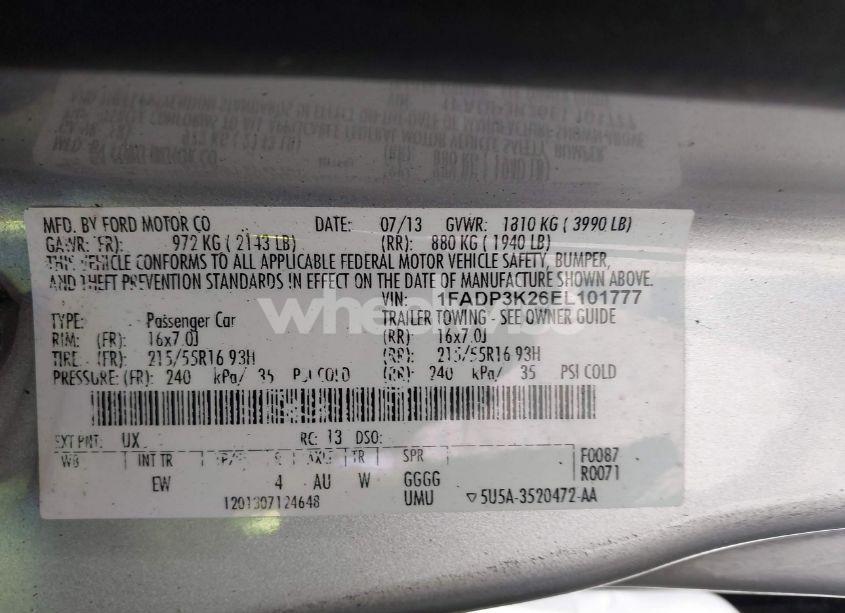 MFD. BY FORD MOTOR CO DATE: 07/13 GVWR: 1810 KG ( 3990 LB)
GAWR: (FR): 972 KG ( 2143 LB) (RR): 880 KG ( 1940 LB)
THIS VEHICLE CONFORMS TO ALL APPLICABLE FEDERAL MOTOR VEHICLE SAFETY, BUMPER,
AND THEFT PREVENTION STANDARDS IN EFFECT ON THE DATE OF MANUFACTURE SHOWN ABOVE.
VIN: 1FADP3K26EL101777
TYPE: Passenger Car TRAILER TOWING - SEE OWNER GUIDE
RIM: (FR): 16x7.0J (RR) 16x7.0J
TIRE (FR): 215/55R16 93H (RR): 215/55R16 93H
PRESSURE: (FR): 240 kPa/ 35 PSI COLD (RR): 240 kPa/ 35 PSI COLD
EXT PNT: UX RC: 13 DSO:
WB INT TR TP/PS R AXLE TR SPR F0087
R0071
EW 4 AU W GGGG
1201307124648 UMU 5U5A-3520472-AA